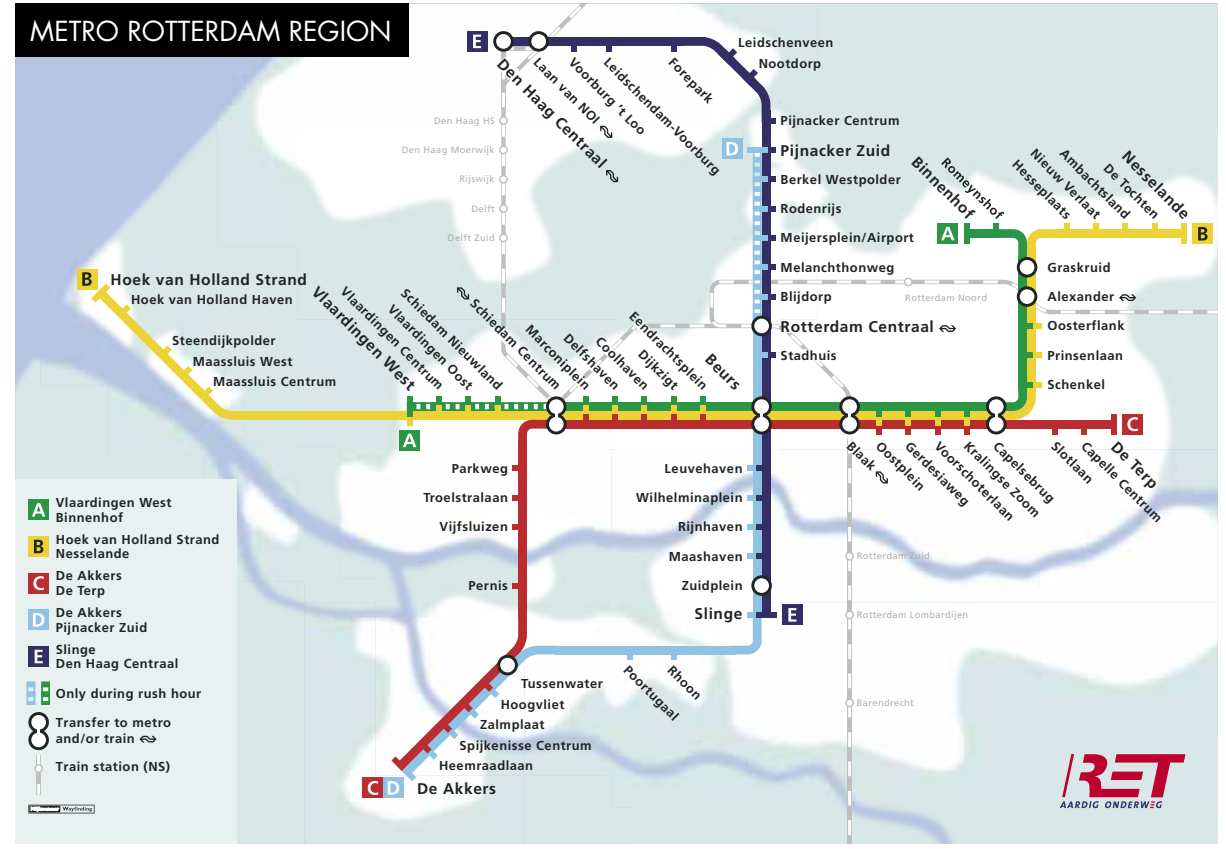 METRO ROTTERDAM REGION
E
Den Haag Centraal
Laan van NOI
Voorburg 't Loo
Leidschendam-Voorburg
Forepark
Leidschenveen
Nootdorp
Pijnacker Centrum
D
Pijnacker Zuid
Berkel Westpolder
Rodenrijs
Meijersplein/Airport
Melanchthonweg
Blijdorp
Rotterdam Centraal
Stadhuis
Den Haag HS
Den Haag Moerwijk
Rijswijk
Delft
Delft Zuid
Rotterdam Noord
A
Binnenhof
Romeynshof
Hesseplaats
Nieuw Verlaat
Ambachtsland
De Tochten
Nesselande
B
Graskruid
Alexander
Oosterflank
Prinsenlaan
Schenkel
B
Hoek van Holland Strand
Hoek van Holland Haven
Steendijkpolder
Maassluis West
Maassluis Centrum
Vlaardingen West
Vlaardingen Centrum
Vlaardingen Oost
Schiedam Nieuwland
Schiedam Centrum
Marconiplein
Delfshaven
Coolhaven
Dijkzigt
Eendrachtsplein
Beurs
A
Blaak
Oostplein
Gerdesiaweg
Voorschoterlaan
Kralingse Zoom
Capelsebrug
Slotlaan
Capelle Centrum
De Terp
C
Parkweg
Troelstralaan
Vijfsluizen
Pernis
Leuvehaven
Wilhelminaplein
Rijnhaven
Maashaven
Zuidplein
Slinge
E
Rotterdam Zuid
Rotterdam Lombardijen
Barendrecht
Tussenwater
Hoogvliet
Zalmplaat
Spijkenisse Centrum
Heemraadlaan
C D
De Akkers
Poortugaal
Rhoon
A
Vlaardingen West
Binnenhof
B
Hoek van Holland Strand
Nesselande
C
De Akkers
De Terp
D
De Akkers
Pijnacker Zuid
E
Slinge
Den Haag Centraal
Only during rush hour
Transfer to metro
and/or train
Train station (NS)
Wayfinding
RET
AARDIG ONDERWEG